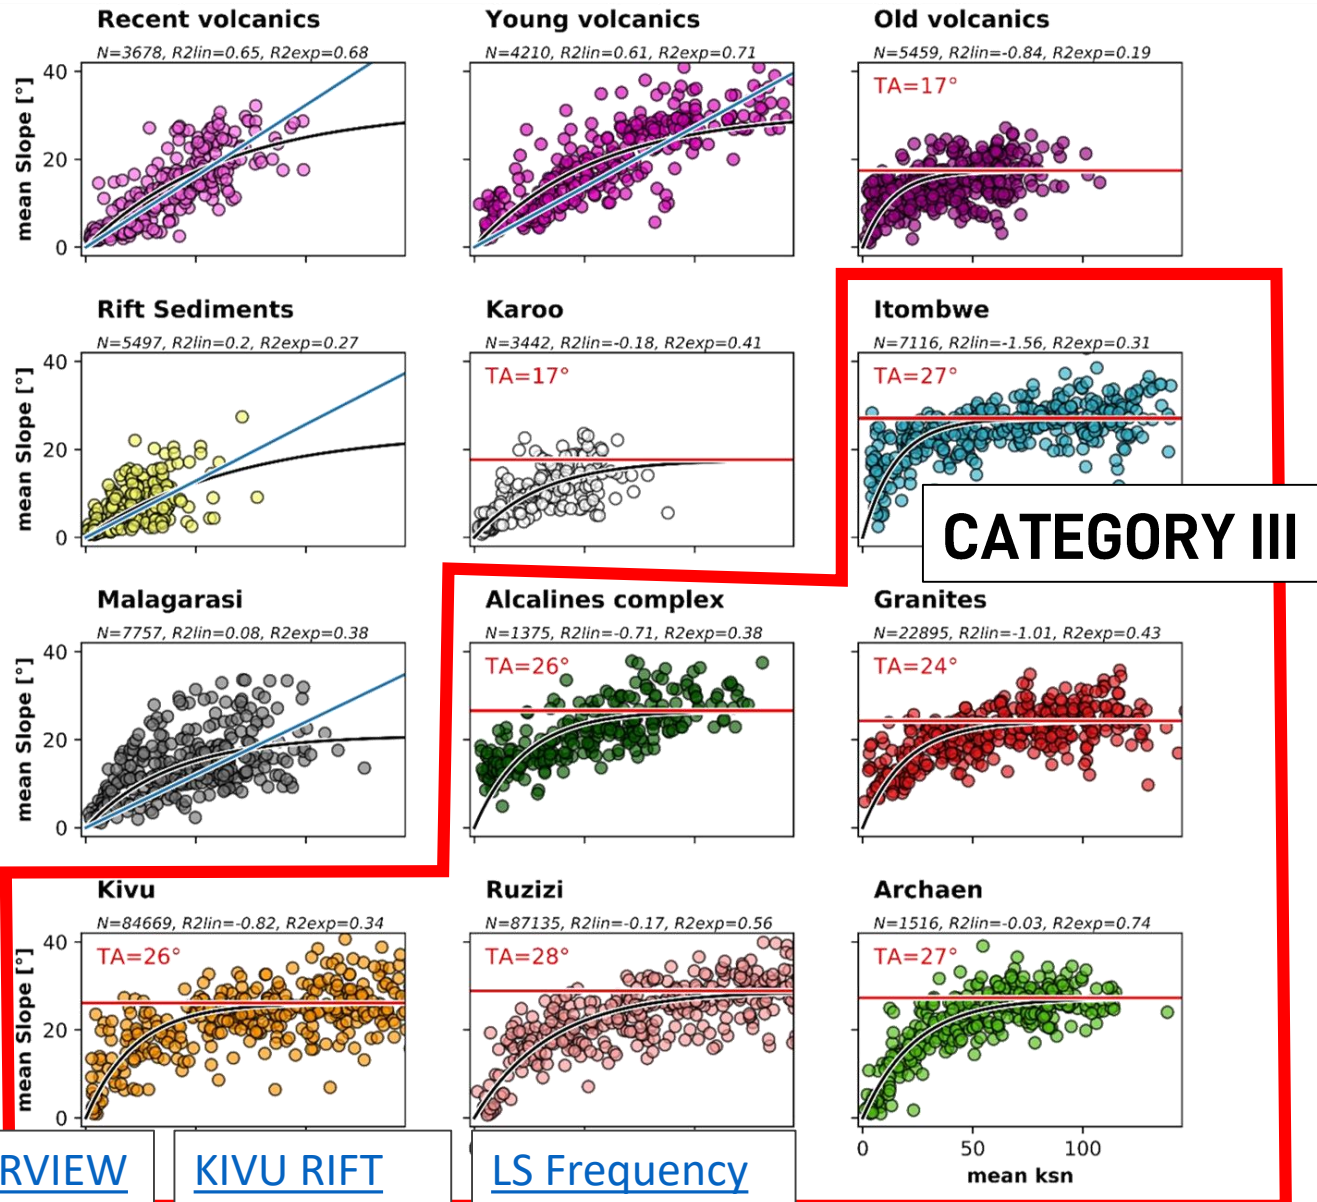 Recent volcanics
N=3678, R2lin=0.65, R2exp=0.68
Young volcanics
N=4210, R2lin=0.61, R2exp=0.71
Old volcanics
N=5459, R2lin=-0.84, R2exp=0.19
TA=17°
mean Slope [°]
40
20
0
Rift Sediments
N=5497, R2lin=0.2, R2exp=0.27
Karoo
N=3442, R2lin=-0.18, R2exp=0.41
TA=17°
Itombwe
N=7116, R2lin=-1.56, R2exp=0.31
TA=27°
mean Slope [°]
40
20
0
CATEGORY III
Malagarasi
N=7757, R2lin=0.08, R2exp=0.38
Alcalines complex
N=1375, R2lin=-0.71, R2exp=0.38
TA=26°
Granites
N=22895, R2lin=-1.01, R2exp=0.43
TA=24°
mean Slope [°]
40
20
0
Kivu
N=84669, R2lin=-0.82, R2exp=0.34
TA=26°
Ruzizi
N=87135, R2lin=-0.17, R2exp=0.56
TA=28°
Archaen
N=1516, R2lin=-0.03, R2exp=0.74
TA=27°
mean Slope [°]
40
20
0
0 50 100
mean ksn
RVIEW
KIVU RIFT
LS Frequency